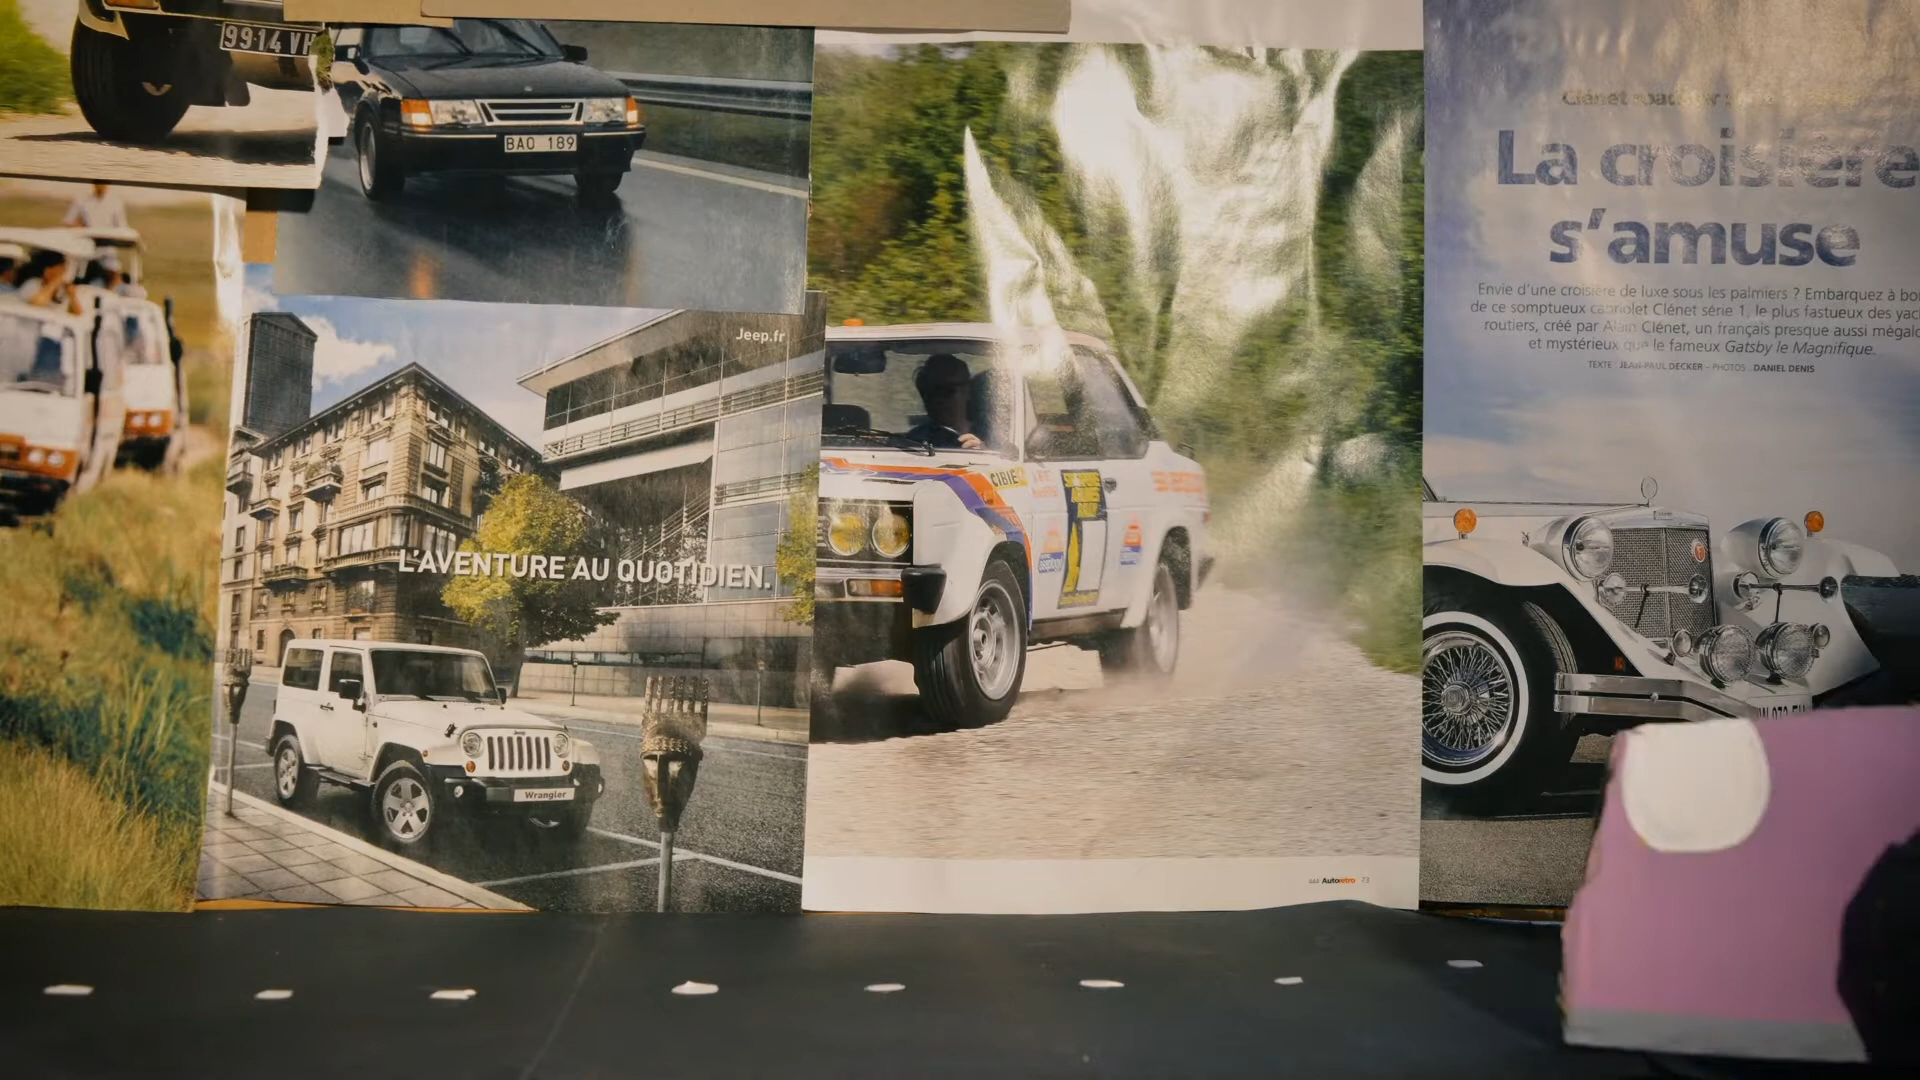 9914 VH
BAO 189
Jeep.fr
L'AVENTURE AU QUOTIDIEN.
Jeep
Wrangler
CIBIÉ
Autoretro 73
Clénet
La croisière
s'amuse
Envie d'une croisière de luxe sous les palmiers ? Embarquez à bo
de ce somptueux cabriolet Clénet série 1, le plus fastueux des yac
routiers, créé par Alain Clénet, un français presque aussi mégalo
et mystérieux que le fameux Gatsby le Magnifique.
TEXTE : JEAN-PAUL DECKER - PHOTOS : DANIEL DENIS